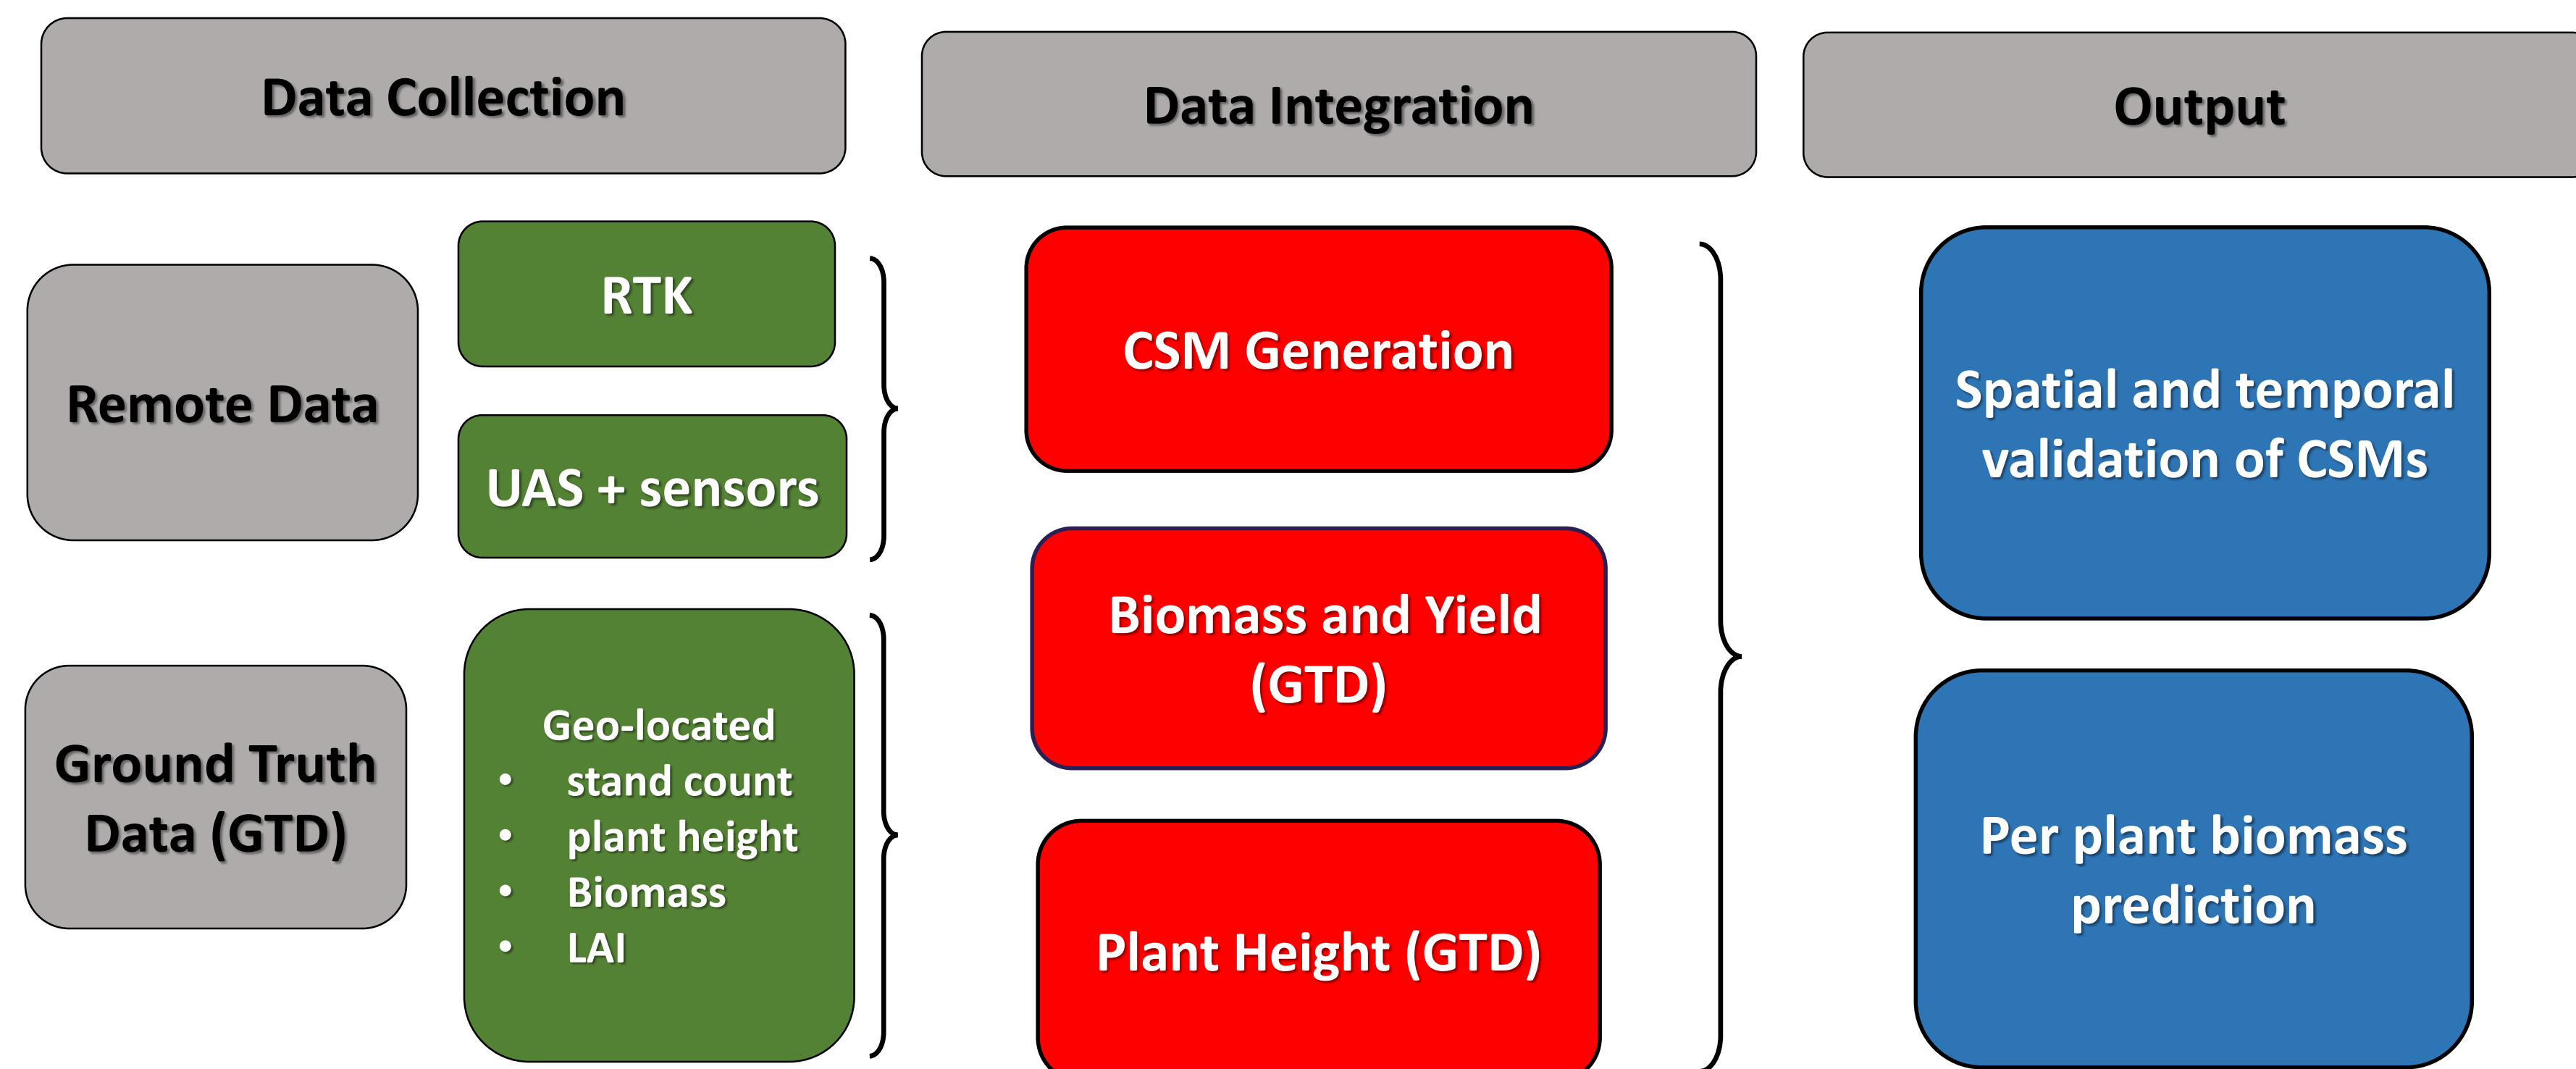 Data Collection
Data Integration
Output
Remote Data
RTK
UAS + sensors
Ground Truth
Data (GTD)
Geo-located
• stand count
• plant height
• Biomass
• LAI
CSM Generation
Biomass and Yield
(GTD)
Plant Height (GTD)
Spatial and temporal
validation of CSMs
Per plant biomass
prediction